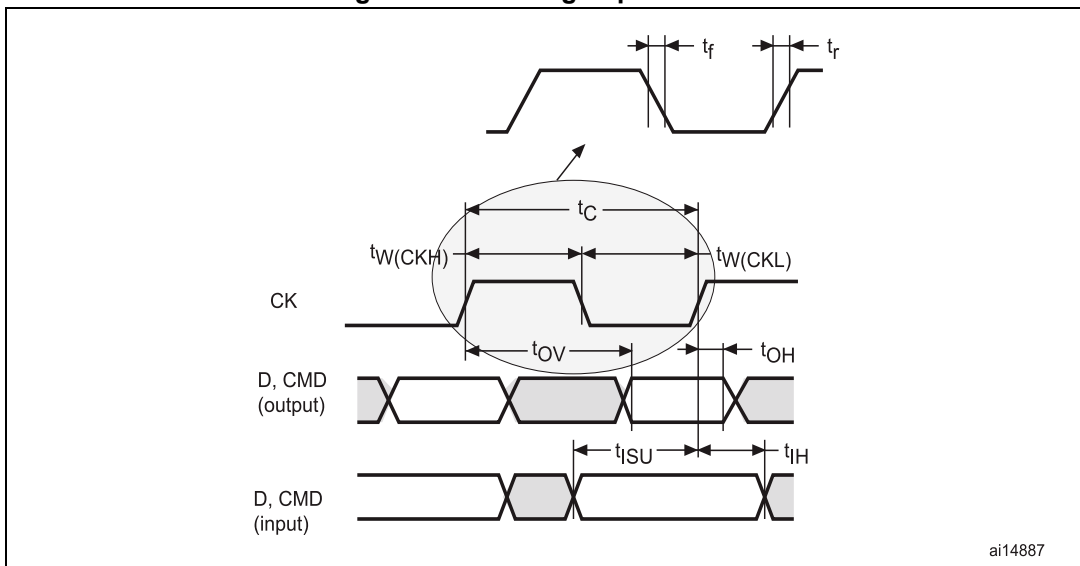 tf
tr
tC
tW(CKH)
tW(CKL)
CK
tOV
tOH
D, CMD
(output)
tISU
tIH
D, CMD
(input)
ai14887